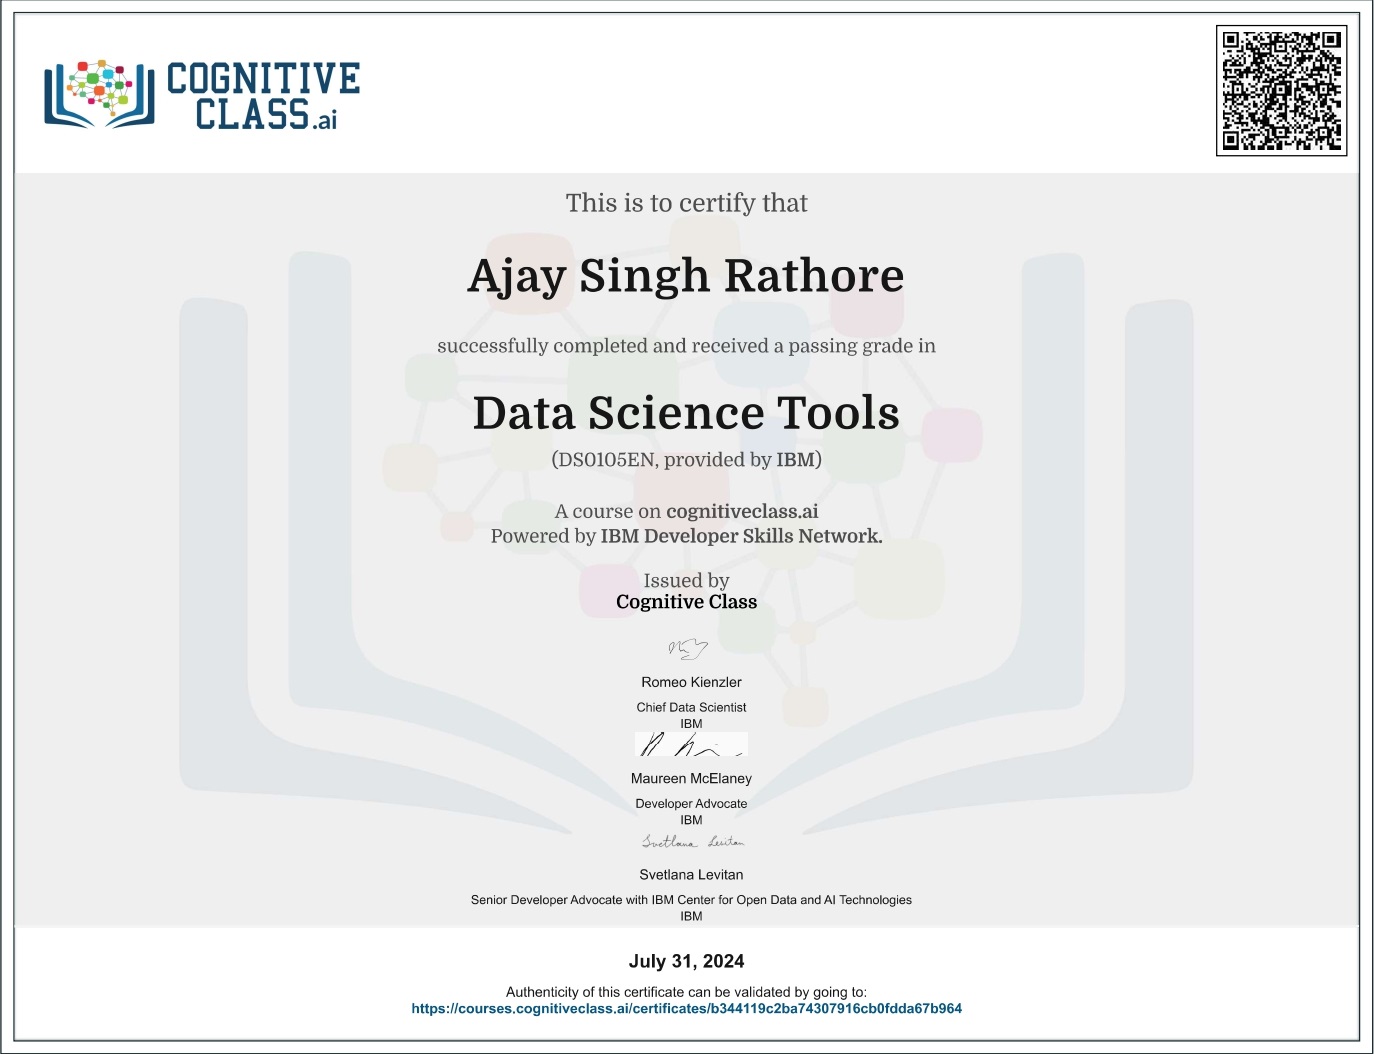 COGNITIVE
CLASS.ai
This is to certify that
Ajay Singh Rathore
successfully completed and received a passing grade in
Data Science Tools
(DS0105EN, provided by IBM)
A course on cognitiveclass.ai
Powered by IBM Developer Skills Network.
Issued by
Cognitive Class
Romeo Kienzler
Chief Data Scientist
IBM
Maureen McElaney
Developer Advocate
IBM
Svetlana Levitan
Svetlana Levitan
Senior Developer Advocate with IBM Center for Open Data and AI Technologies
IBM
July 31, 2024
Authenticity of this certificate can be validated by going to:
https://courses.cognitiveclass.ai/certificates/b344119c2ba74307916cb0fdda67b964